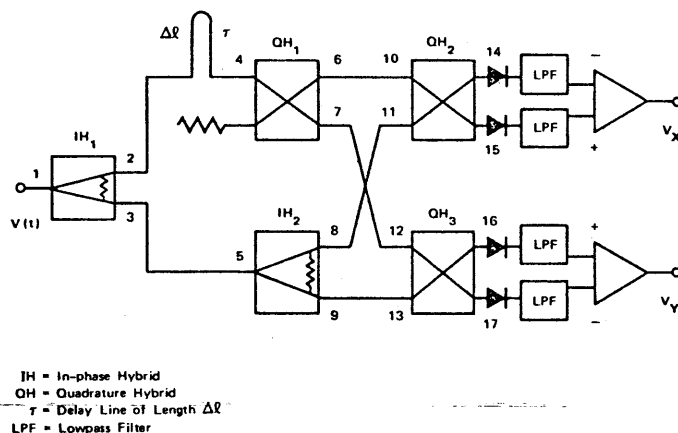 Δℓ τ
4 QH1 6 10 QH2 14
LPF −
7 11
LPF
15 + VX
IH1
1 2
V(t) 3
IH2 8 12 QH3 16 +
LPF
5
LPF VY
9 13 17 −
IH = In-phase Hybrid
QH = Quadrature Hybrid
τ = Delay Line of Length Δℓ
LPF = Lowpass Filter